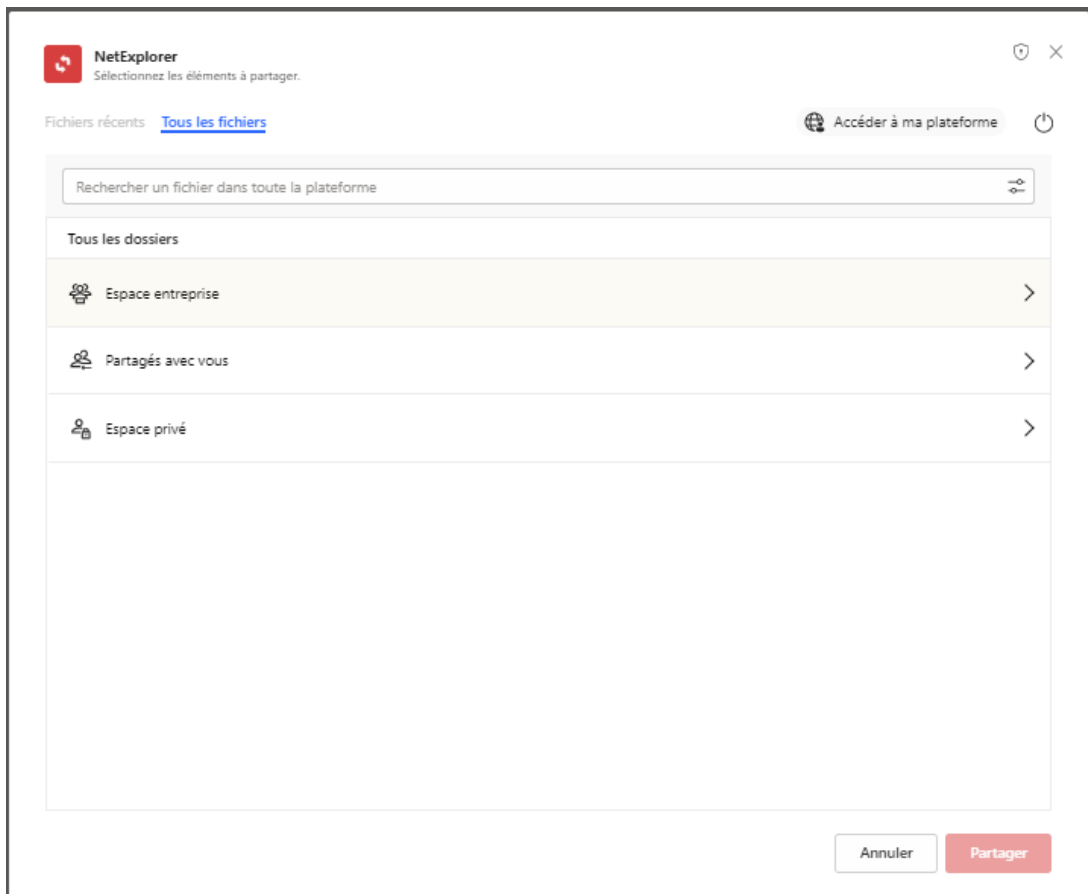 NetExplorer
Sélectionnez les éléments à partager.
Fichiers récents Tous les fichiers Accéder à ma plateforme
Rechercher un fichier dans toute la plateforme
Tous les dossiers
Espace entreprise
Partagés avec vous
Espace privé
Annuler Partager